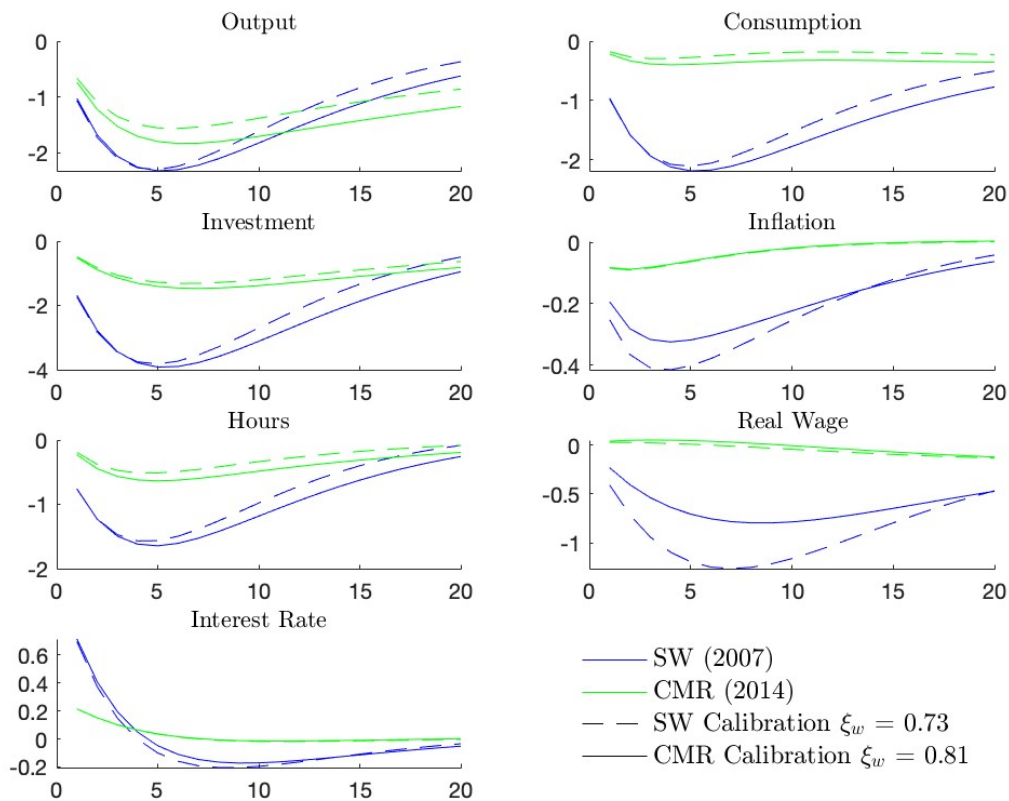 Output
0
-1
-2
0 5 10 15 20
Consumption
0
-1
-2
0 5 10 15 20
Investment
0
-2
-4
0 5 10 15 20
Inflation
0
-0.2
-0.4
0 5 10 15 20
Hours
0
-1
-2
0 5 10 15 20
Real Wage
0
-0.5
-1
0 5 10 15 20
Interest Rate
0.6
0.4
0.2
0
-0.2
0 5 10 15 20
SW (2007)
CMR (2014)
SW Calibration ξ_w = 0.73
CMR Calibration ξ_w = 0.81